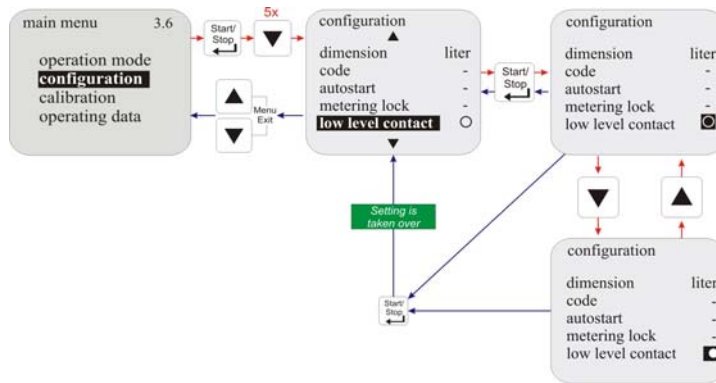 main menu 3.6
operation mode
configuration
calibration
operating data
Start/
Stop
5x
Menu
Exit
configuration
dimension liter
code -
autostart -
metering lock -
low level contact
Start/
Stop
configuration
dimension liter
code -
autostart -
metering lock -
low level contact
Setting is
taken over
Start/
Stop
configuration
dimension liter
code -
autostart -
metering lock -
low level contact